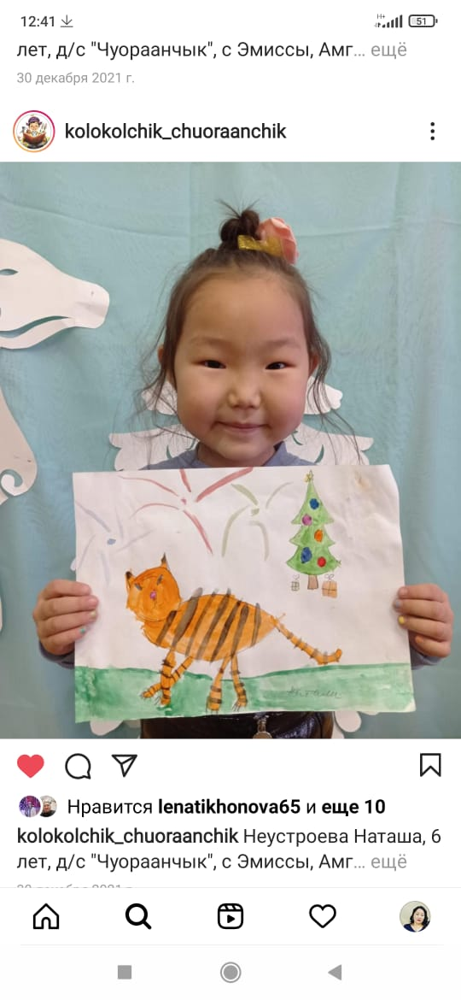 12:41
H+
51
лет, д/с "Чуораанчык", с Эмиссы, Амг... ещё
30 декабря 2021 г.
kolokolchik_chuoraanchik
Нравится lenatikhonova65 и еще 10
kolokolchik_chuoraanchik Неустроева Наташа, 6
лет, д/с "Чуораанчык", с Эмиссы, Амг... ещё